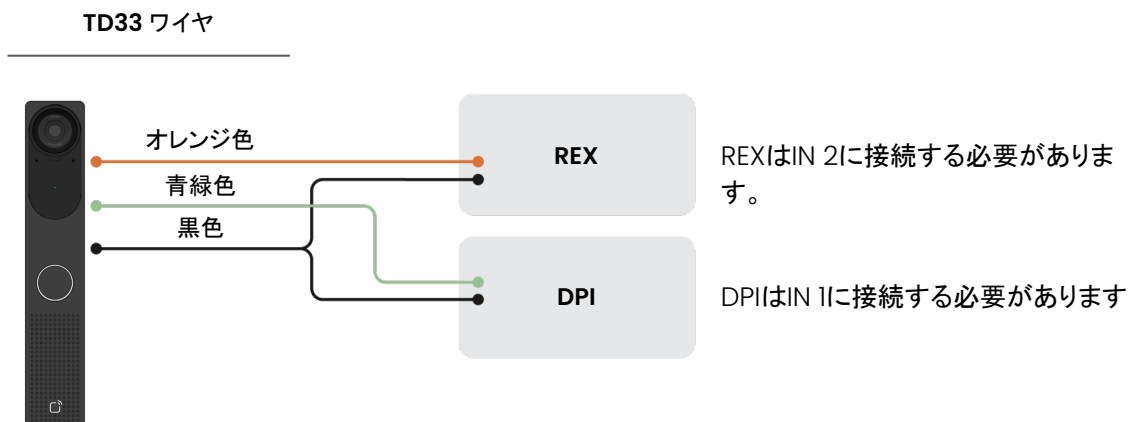 TD33 ワイヤ
オレンジ色
青緑色
黒色
REX
REXはIN 2に接続する必要がありま
す。
DPI
DPIはIN 1に接続する必要があります